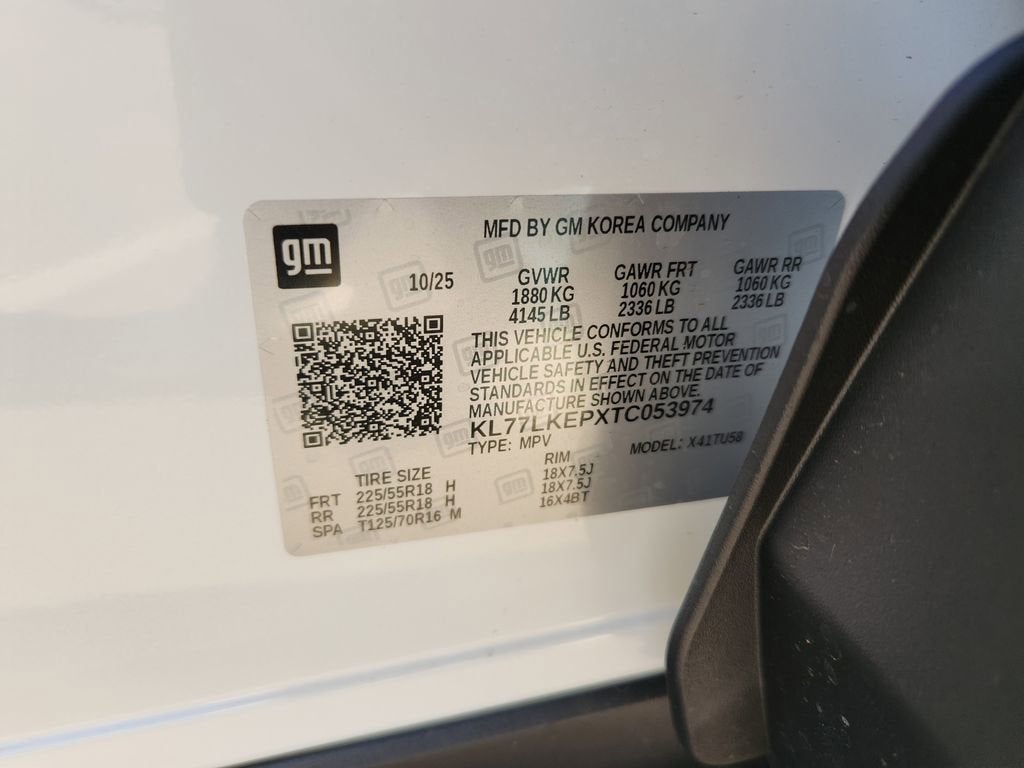 gm
MFD BY GM KOREA COMPANY
10/25
GVWR GAWR FRT GAWR RR
1880 KG 1060 KG 1060 KG
4145 LB 2336 LB 2336 LB
THIS VEHICLE CONFORMS TO ALL
APPLICABLE U.S. FEDERAL MOTOR
VEHICLE SAFETY AND THEFT PREVENTION
STANDARDS IN EFFECT ON THE DATE OF
MANUFACTURE SHOWN ABOVE.
KL77LKEPXTC053974
TYPE: MPV MODEL: X41TU58
TIRE SIZE RIM
FRT 225/55R18 H 18X7.5J
RR 225/55R18 H 18X7.5J
SPA T125/70R16 M 16X4BT